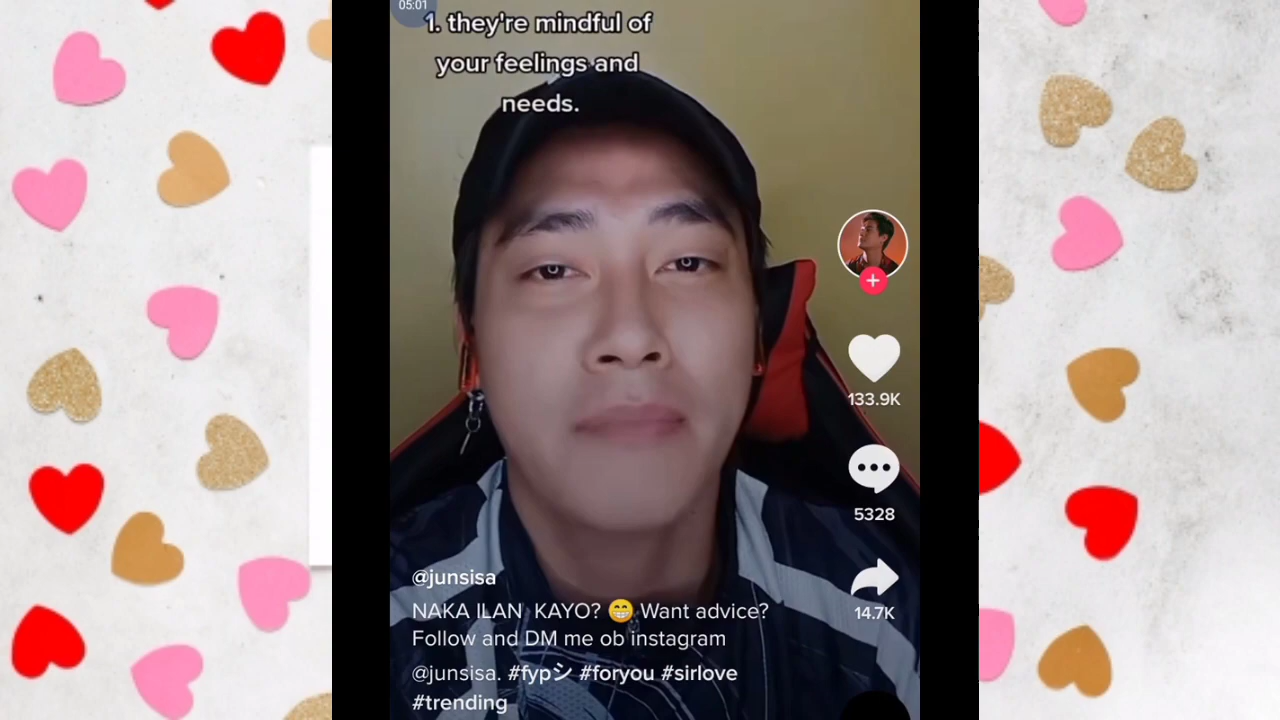 05:01
1. they're mindful of
your feelings and
needs.
133.9K
5328
14.7K
@junsisa
NAKA ILAN KAYO? 😁 Want advice?
Follow and DM me ob instagram
@junsisa. #fypシ #foryou #sirlove
#trending